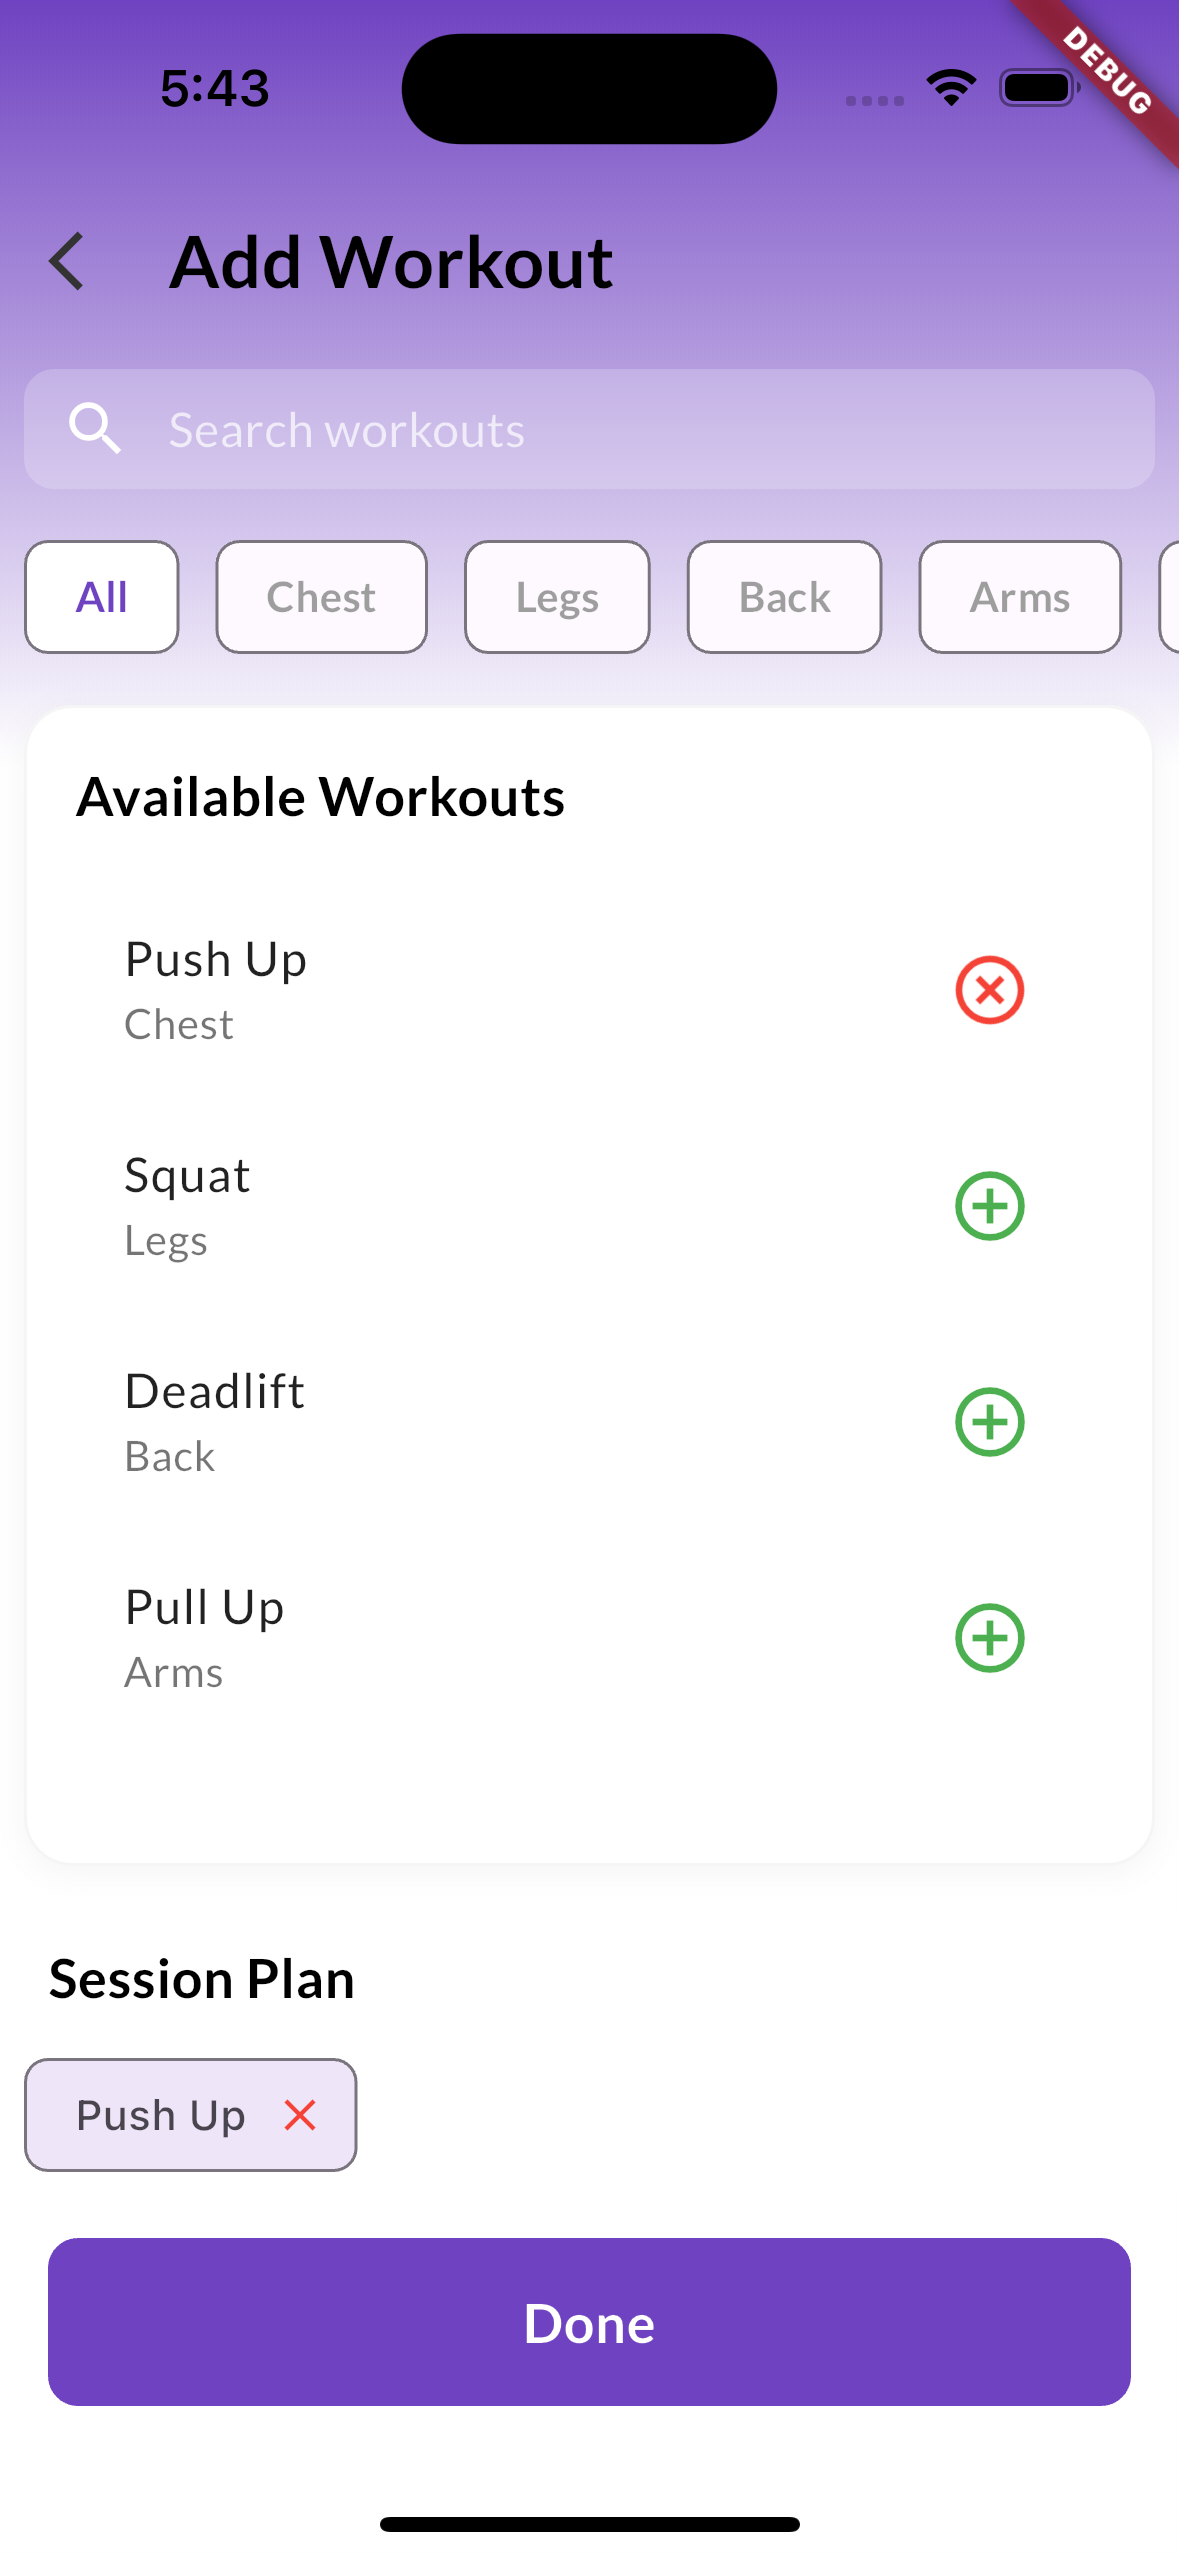 5:43
DEBUG
Add Workout
Search workouts
All Chest Legs Back Arms
Available Workouts
Push Up
Chest
Squat
Legs
Deadlift
Back
Pull Up
Arms
Session Plan
Push Up
Done